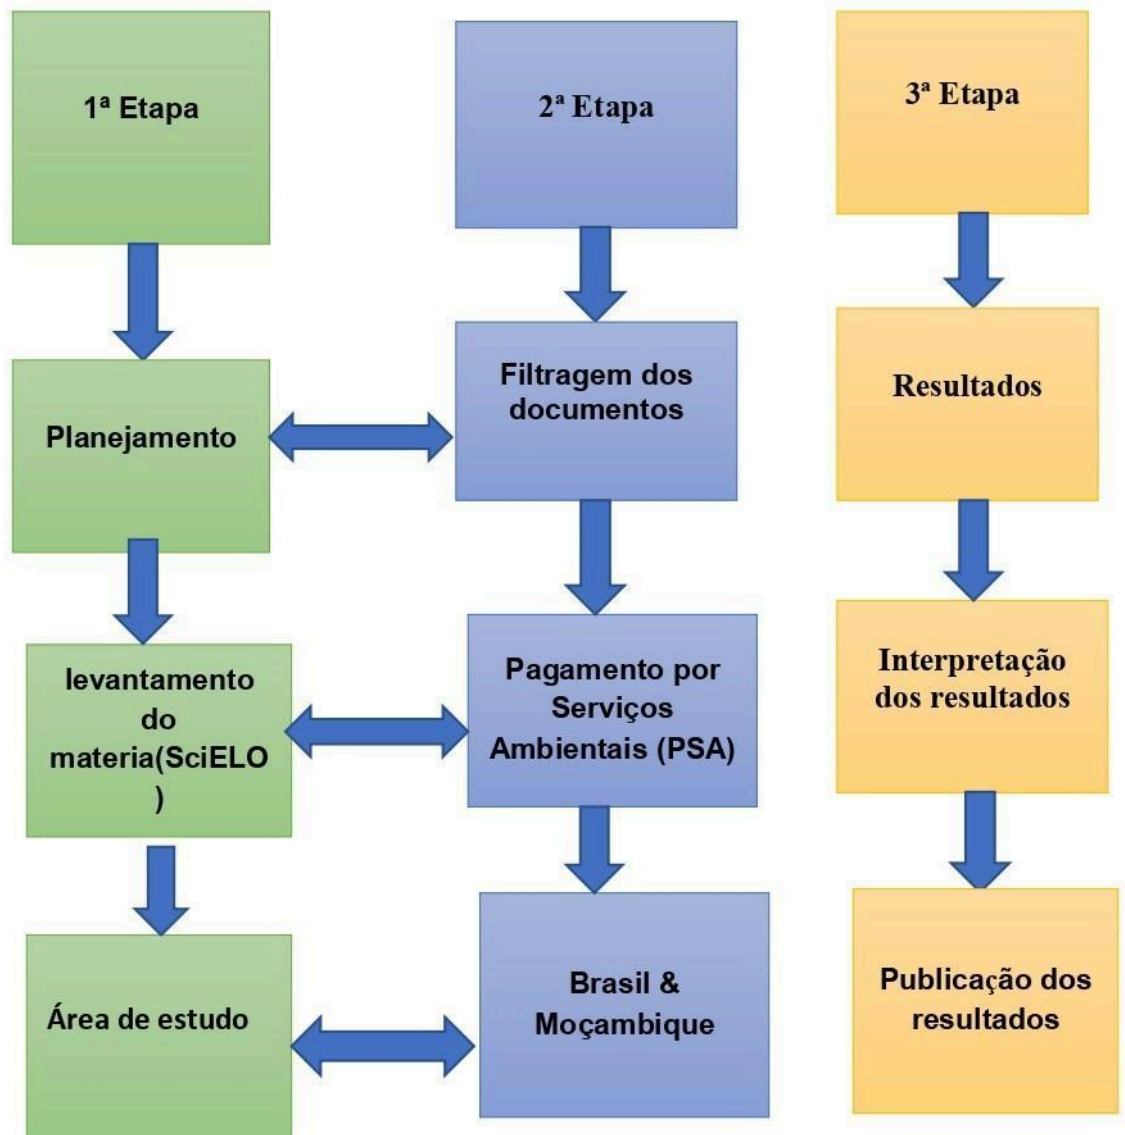 1ª Etapa
2ª Etapa
3ª Etapa
Planejamento
Filtragem dos
documentos
Resultados
levantamento
do
materia(SciELO
)
Pagamento por
Serviços
Ambientais (PSA)
Interpretação
dos resultados
Área de estudo
Brasil &
Moçambique
Publicação dos
resultados